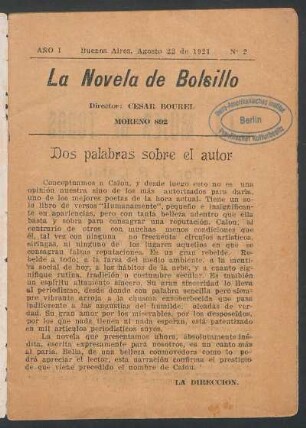 AÑO I Buenos Aires, Agosto 22 de 1921 Nº 2
La Novela de Bolsillo
Director: CESAR BOUREL
MORENO 892
Ibero-Amerikanisches Institut
Berlin
Preußischer Kulturbesitz
Dos palabras sobre el autor
Conceptuamos a Calou, y desde luego esto no es una
opinión nuestra sino de los más autorizados para darla,
uno de los mejores poetas de la hora actual. Tiene un so-
lo libro de versos "Humanamente", pequeño e insignifican-
te en apariencias, pero con tanta belleza adentro que ella
basta y sobra para consagrar una reputación. Calou, al
contrario de otros con muchas menos condiciones que
él, tal vez con ninguna no frecuenta círculos artísticos,
siringas, ni ninguno de los lugares aquellos en que se
consagran falsas reputaciones. Es un gran rebelde. Re-
belde a todo, a la farsa del medio ambiente, a la menti-
ra social de hoy, a los hábitos de la urbe, y a cuanto sig-
nifique rutina, tradición o cretinismo secular. Es también
un espíritu altamente sincero. Su gran sinceridad lo lleva
al periodismo, desde donde con palabra sencilla pero siem-
pre vibrante arroja a la chusma ensoberbecida que pasa
indiferente a las angustias del humilde, aludas de ver-
dad. Su gran amor por los miserables, por los desposeídos,
por los que nada tienen ni nada esperan, está patentizado en
en mil artículos periodísticos suyos.
La novela que presentamos ahora, absolutamente iné-
dita, escrita expresamente para nosotros, es un canto más
al paria. Bella, de una belleza conmovedora como lo po-
drá apreciar el lector, esta narración confirma el prestigio
de que viene precedido el nombre de Calou.
LA DIRECCION.